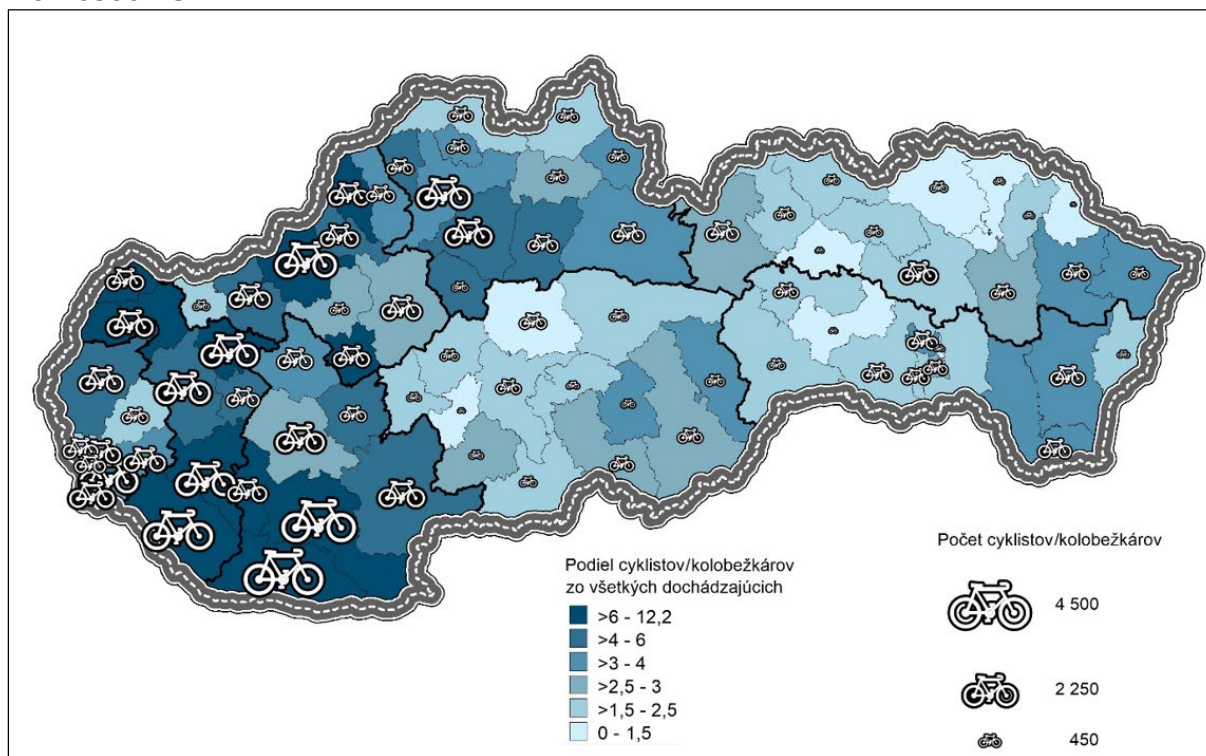 Podiel cyklistov/kolobežkárov
zo všetkých dochádzajúcich
>6 - 12,2
>4 - 6
>3 - 4
>2,5 - 3
>1,5 - 2,5
0 - 1,5
Počet cyklistov/kolobežkárov
4 500
2 250
450